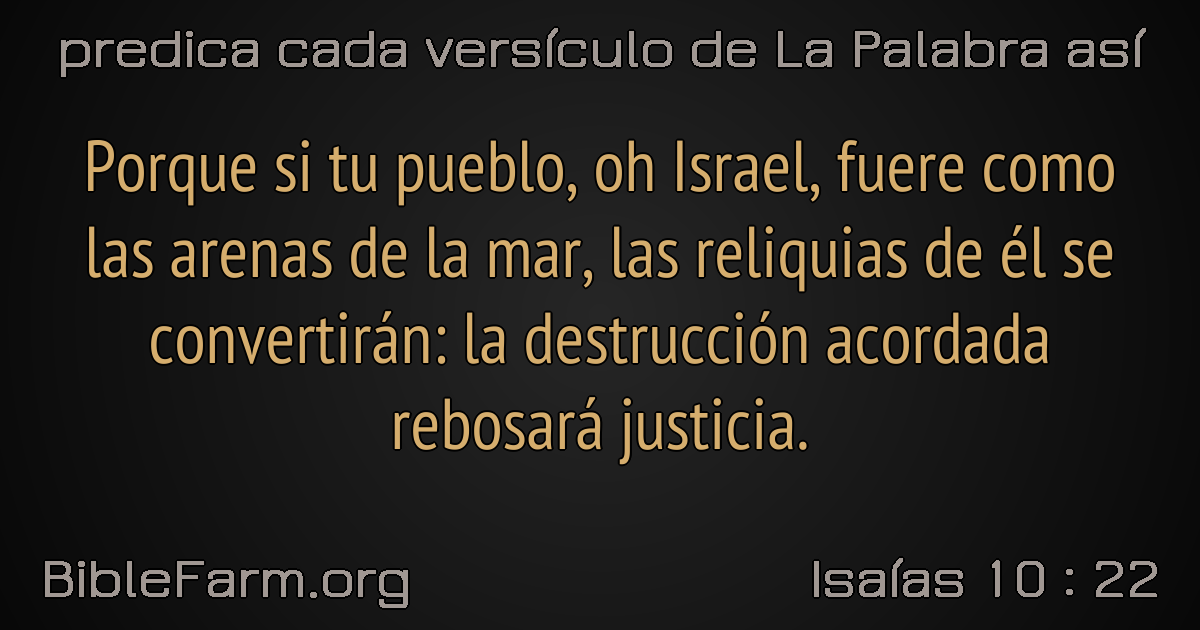 predica cada versículo de La Palabra así
Porque si tu pueblo, oh Israel, fuere como
las arenas de la mar, las reliquias de él se
convertirán: la destrucción acordada
rebosará justicia.
BibleFarm.org
Isaías 10 : 22